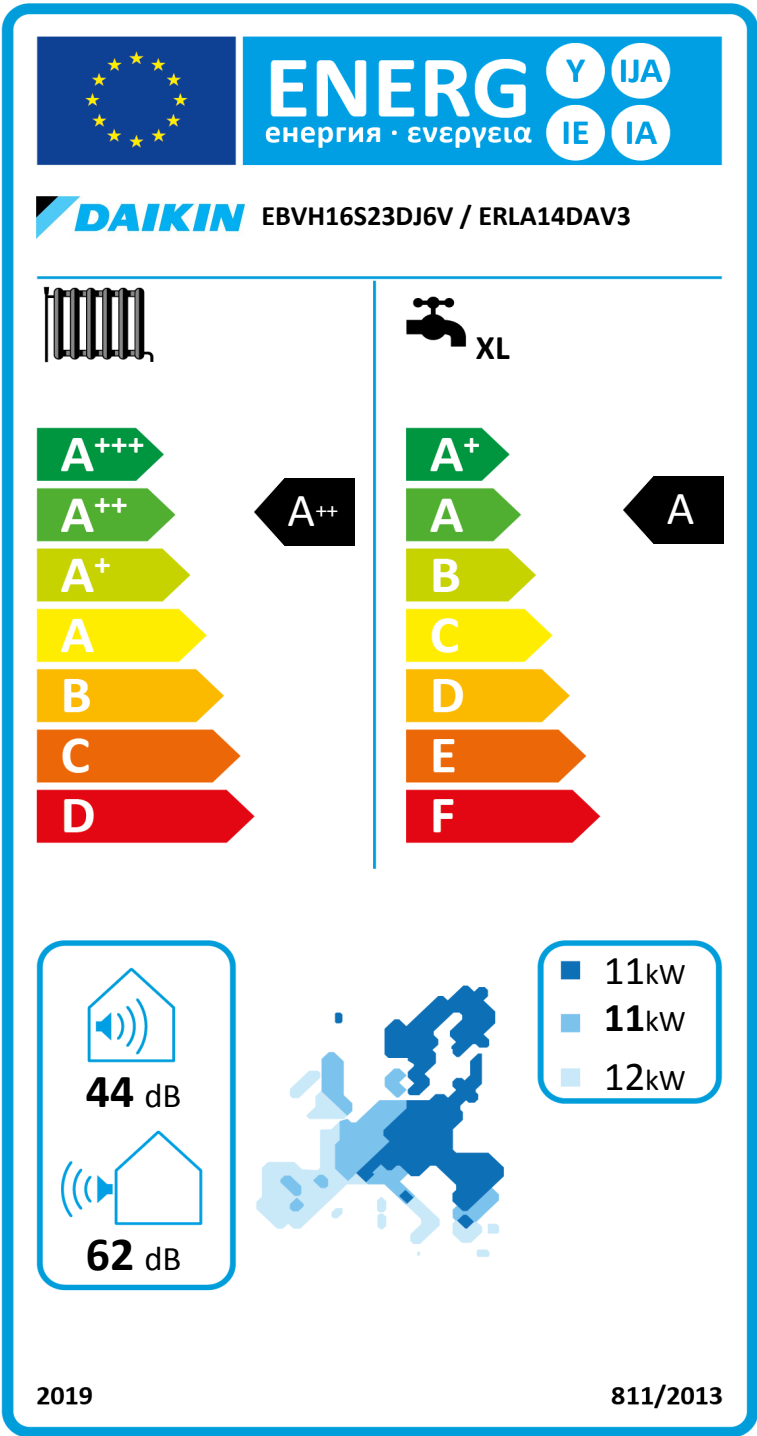 ENERG
енергия · ενεργεια
Y IJA
IE IA
DAIKIN EBVH16S23DJ6V / ERLA14DAV3
XL
A+++
A++
A+
A
B
C
D
A++
A+
A
B
C
D
E
F
A
44 dB
62 dB
11kW
11kW
12kW
2019
811/2013